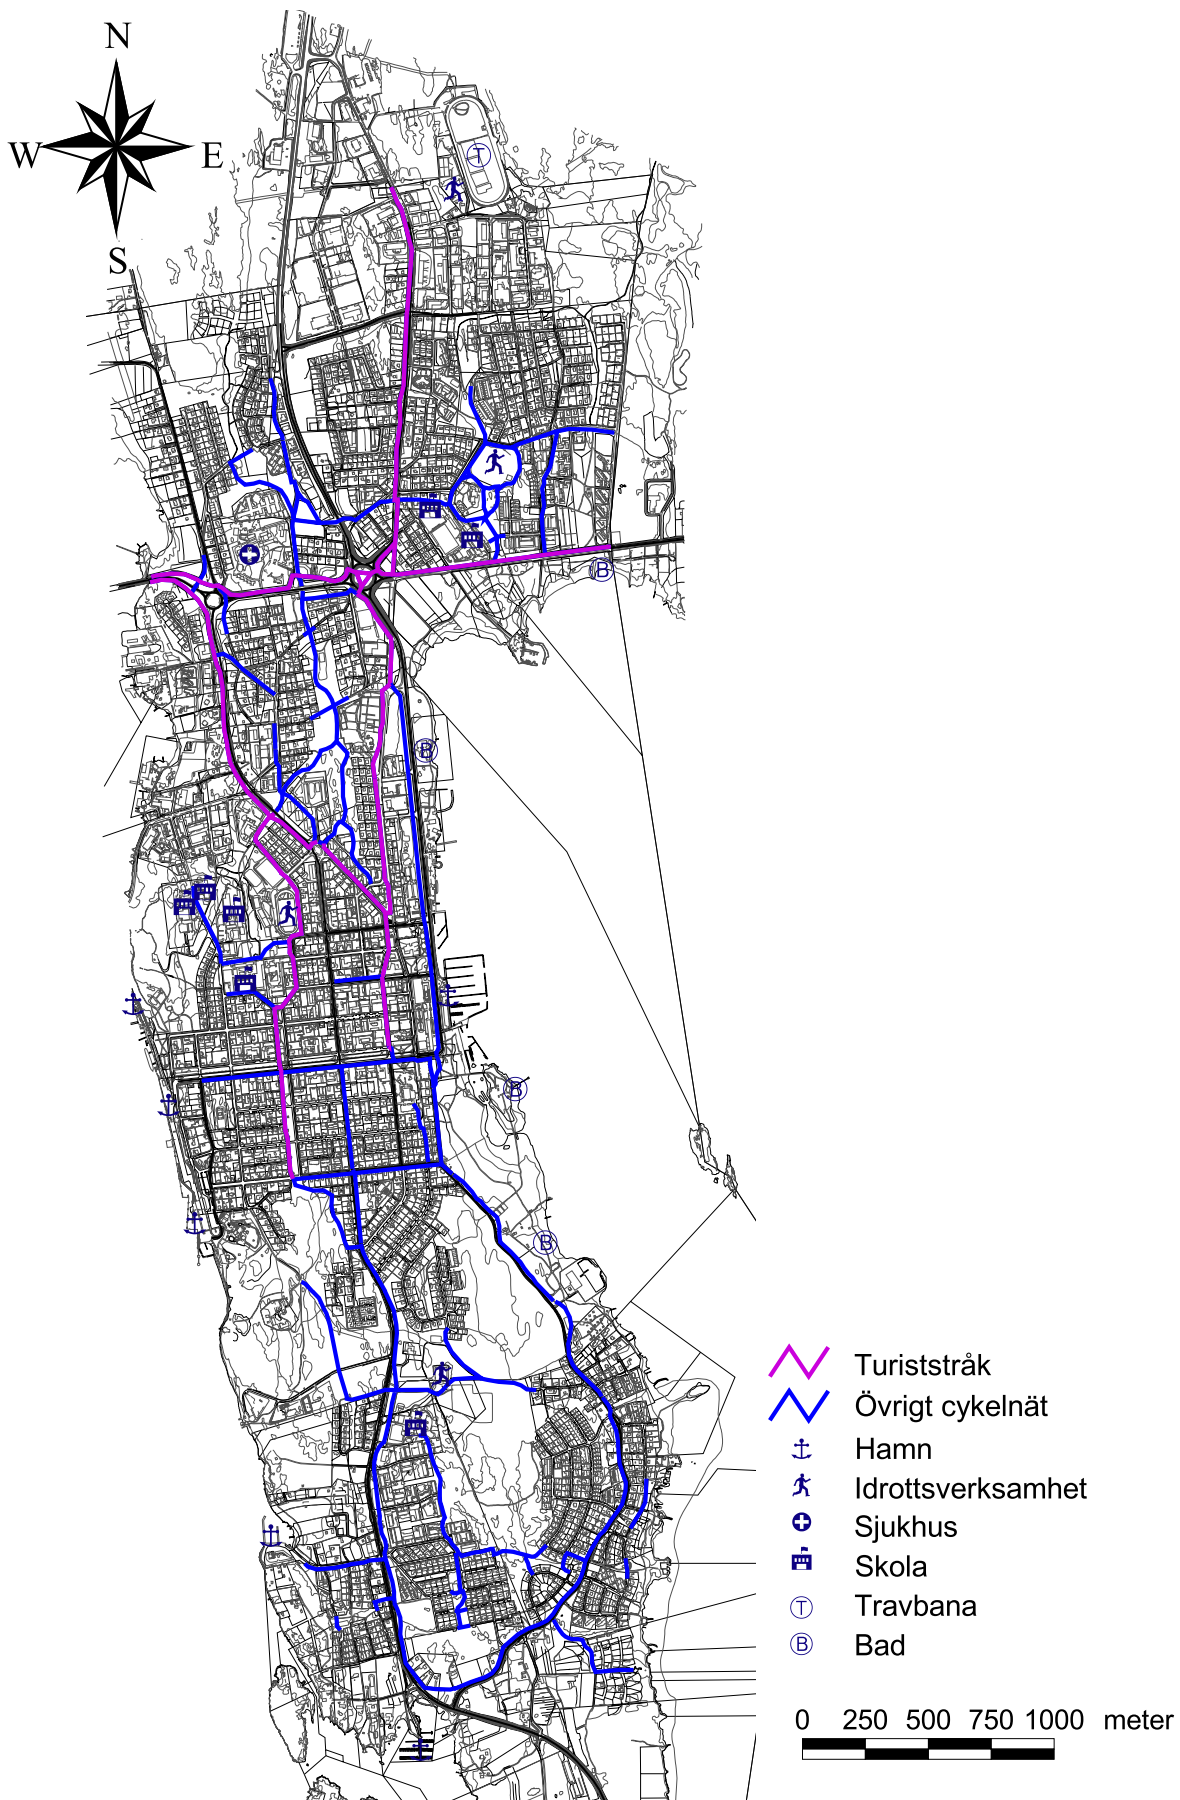 N
W E
S
T
B
B
B
B
Turiststråk
Övrigt cykelnät
Hamn
Idrottsverksamhet
Sjukhus
Skola
T Travbana
B Bad
0 250 500 750 1000 meter